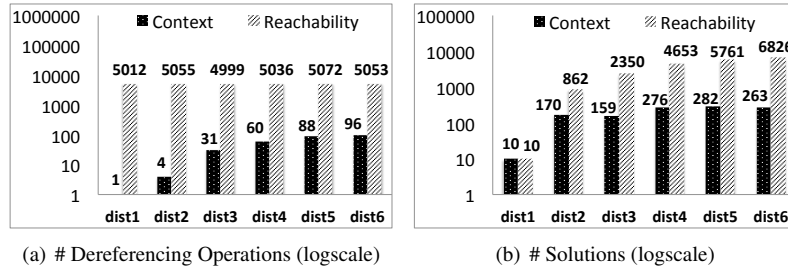 1000000
100000
10000
1000
100
10
1
Context Reachability
5012 5055 4999 5036 5072 5053
1 4 31 60 88 96
dist1 dist2 dist3 dist4 dist5 dist6
(a) # Dereferencing Operations (logscale)
100000
10000
1000
100
10
1
Context Reachability
10 10 170 862 159 2350 276 4653 282 5761 263 6826
dist1 dist2 dist3 dist4 dist5 dist6
(b) # Solutions (logscale)